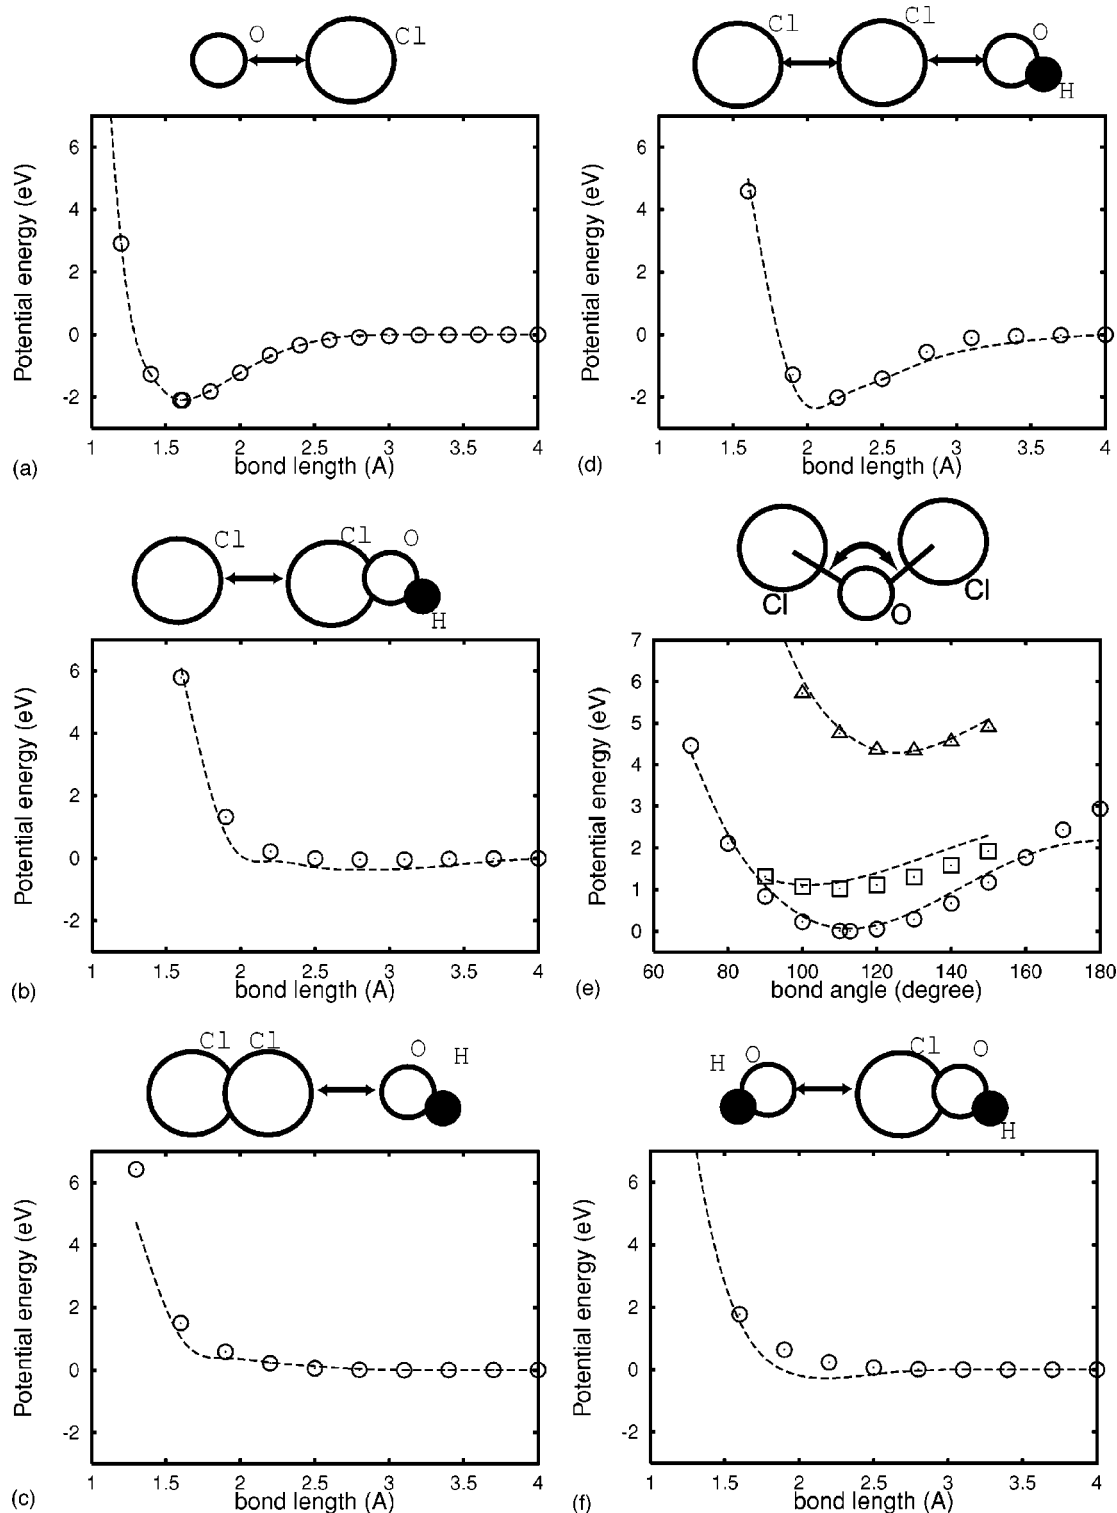 O Cl
Potential energy (eV)
6
4
2
0
-2
1 1.5 2 2.5 3 3.5 4
(a) bond length (A)
Cl Cl O
H
Potential energy (eV)
6
4
2
0
-2
1 1.5 2 2.5 3 3.5 4
(d) bond length (A)
Cl Cl O
H
Potential energy (eV)
6
4
2
0
-2
1 1.5 2 2.5 3 3.5 4
(b) bond length (A)
Cl O Cl
Potential energy (eV)
7
6
5
4
3
2
1
0
60 80 100 120 140 160 180
(e) bond angle (degree)
Cl Cl O H
Potential energy (eV)
6
4
2
0
-2
1 1.5 2 2.5 3 3.5 4
(c) bond length (A)
H O Cl O
H
Potential energy (eV)
6
4
2
0
-2
1 1.5 2 2.5 3 3.5 4
(f) bond length (A)